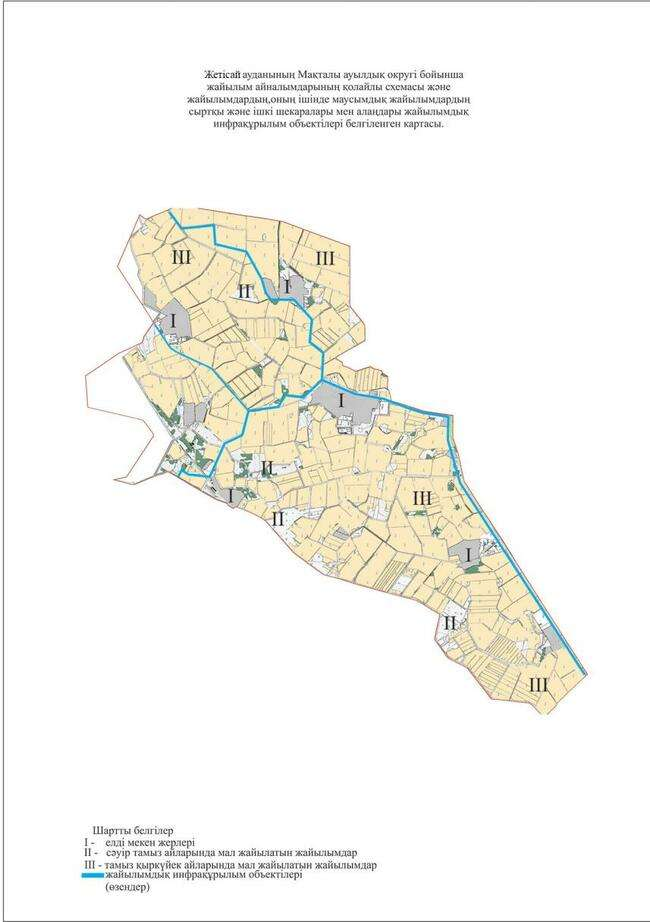 Жетісай ауданының Мақталы ауылдық округі бойынша
жайылым айналымдарының қолайлы схемасы және
жайылымдардың,оның ішінде маусымдық жайылымдардың
сыртқы және ішкі шекаралары мен алаңдары жайылымдық
инфрақұрылым объектілері белгіленген картасы.
III
III
II
I
I
I
II
I
III
II
I
II
III
Шартты белгілер
I - елді мекен жерлері
II - сәуір тамыз айларында мал жайылатын жайылымдар
III - тамыз қыркүйек айларында мал жайылатын жайылымдар
жайылымдық инфрақұрылым объектілері
(өзендер)